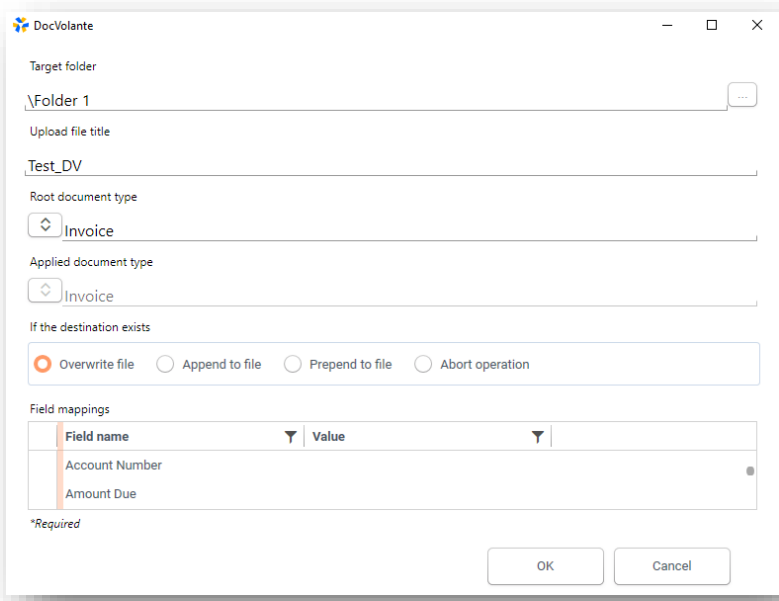 DocVolante
Target folder
\Folder 1
...
Upload file title
Test_DV
Root document type
Invoice
Applied document type
Invoice
If the destination exists
Overwrite file Append to file Prepend to file Abort operation
Field mappings
Field name Value
Account Number
Amount Due
*Required
OK Cancel